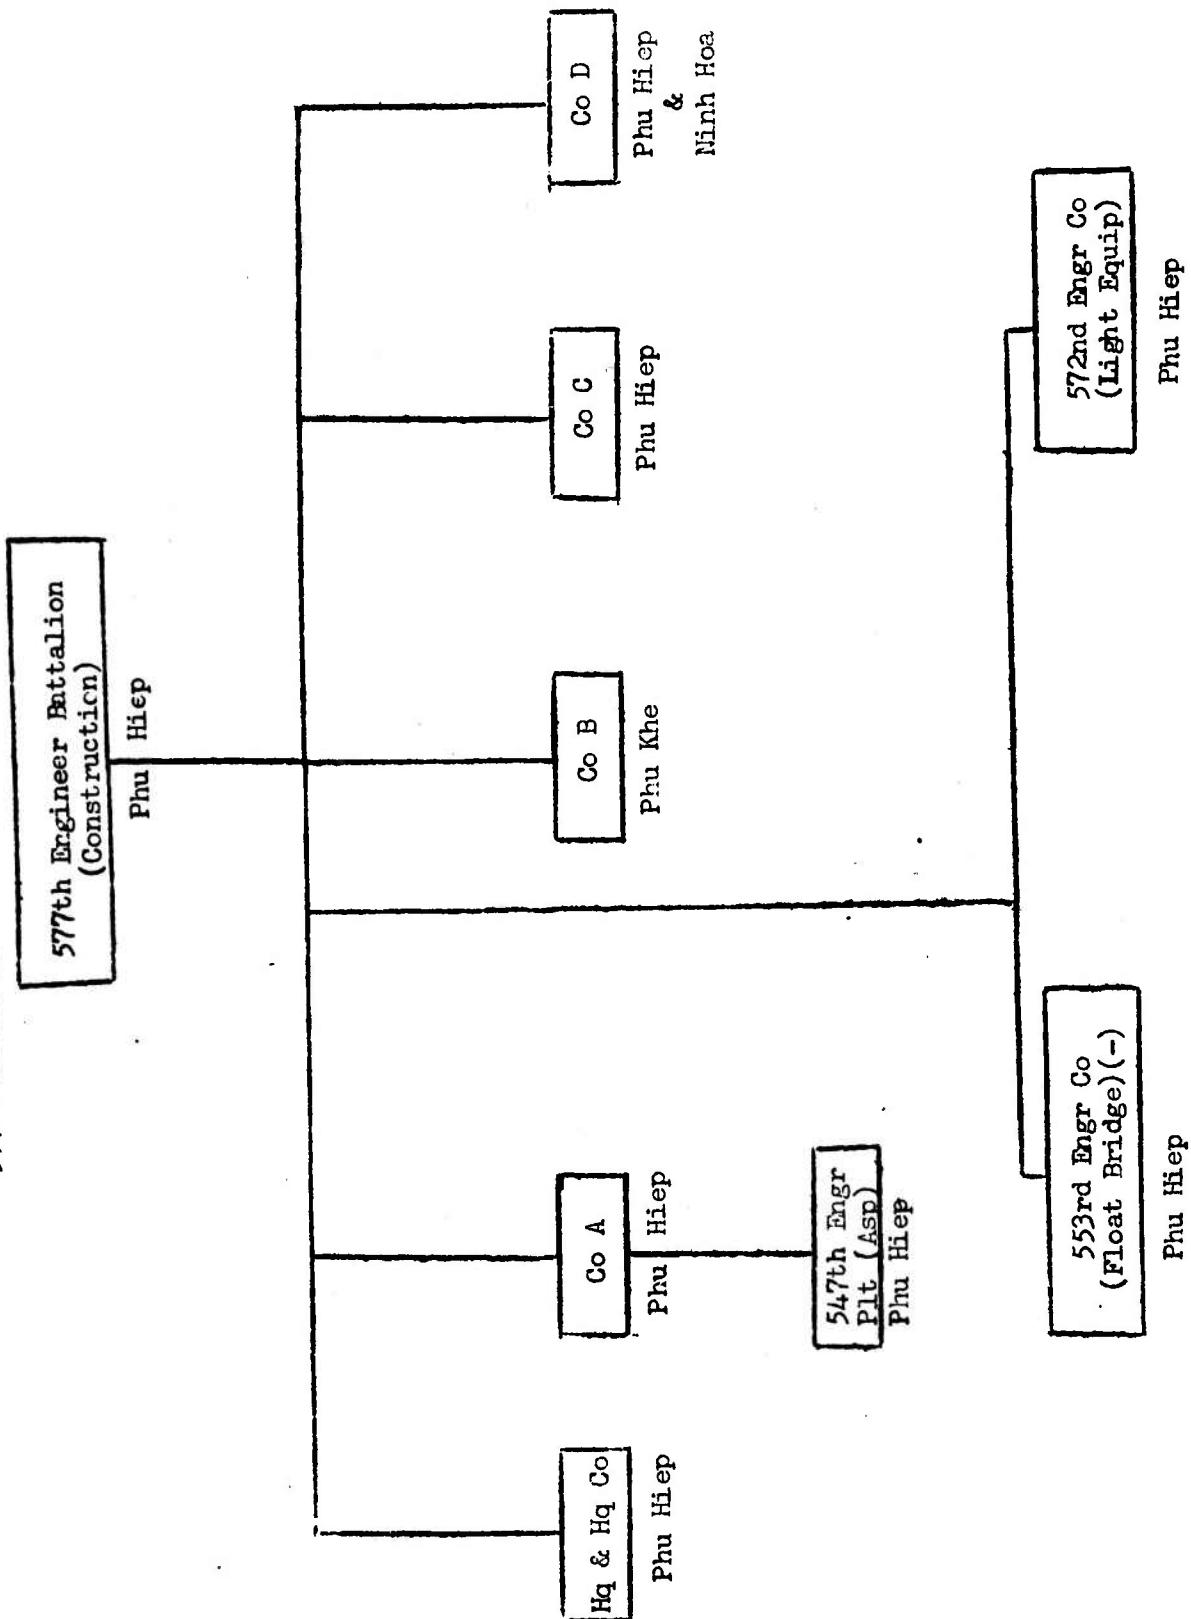 577th Engineer Battalion
(Construction)
Phu Hiep
Hq & Hq Co
Phu Hiep
Co A
Phu Hiep
547th Engr
Plt (Asp)
Phu Hiep
Co B
Phu Khe
Co C
Phu Hiep
Co D
Phu Hiep
&
Ninh Hoa
553rd Engr Co
(Float Bridge)(-)
Phu Hiep
572nd Engr Co
(Light Equip)
Phu Hiep